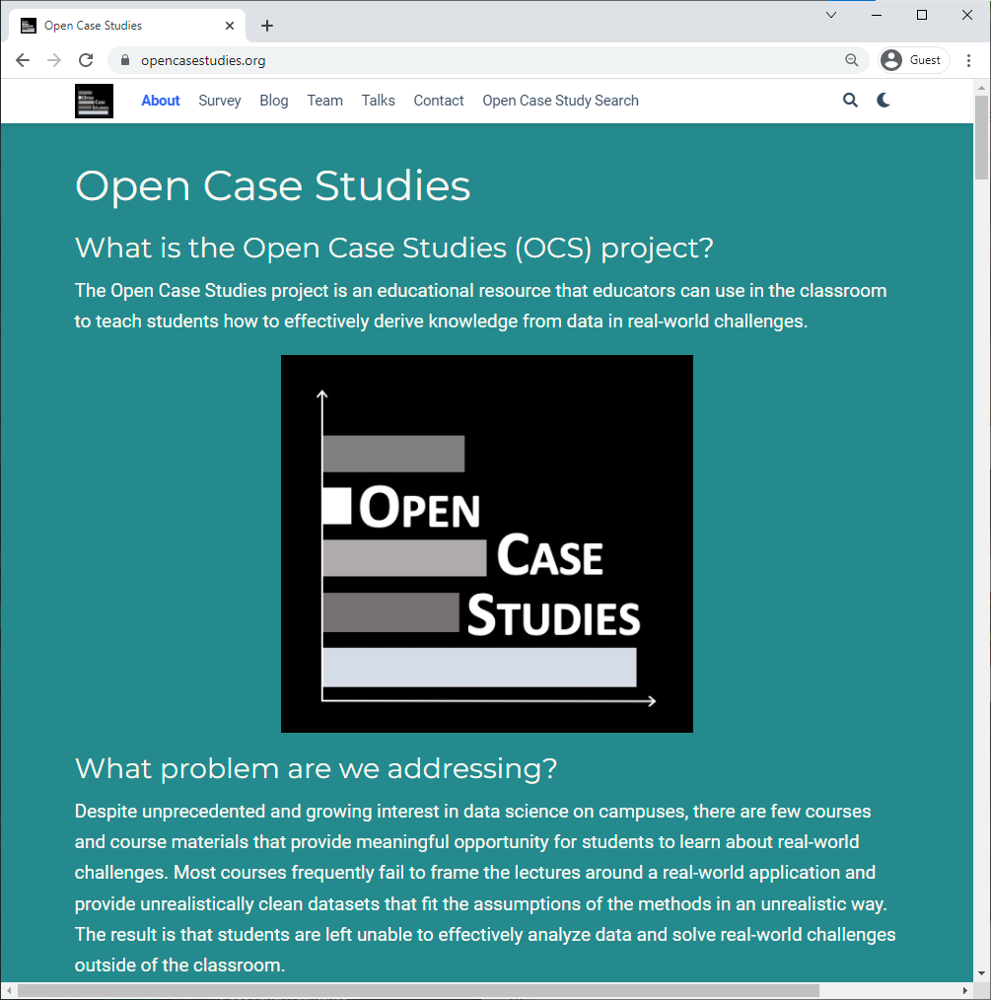 Open Case Studies
opencasestudies.org
Guest
About Survey Blog Team Talks Contact Open Case Study Search
Open Case Studies
What is the Open Case Studies (OCS) project?
The Open Case Studies project is an educational resource that educators can use in the classroom
to teach students how to effectively derive knowledge from data in real-world challenges.
OPEN
CASE
STUDIES
What problem are we addressing?
Despite unprecedented and growing interest in data science on campuses, there are few courses
and course materials that provide meaningful opportunity for students to learn about real-world
challenges. Most courses frequently fail to frame the lectures around a real-world application and
provide unrealistically clean datasets that fit the assumptions of the methods in an unrealistic way.
The result is that students are left unable to effectively analyze data and solve real-world challenges
outside of the classroom.